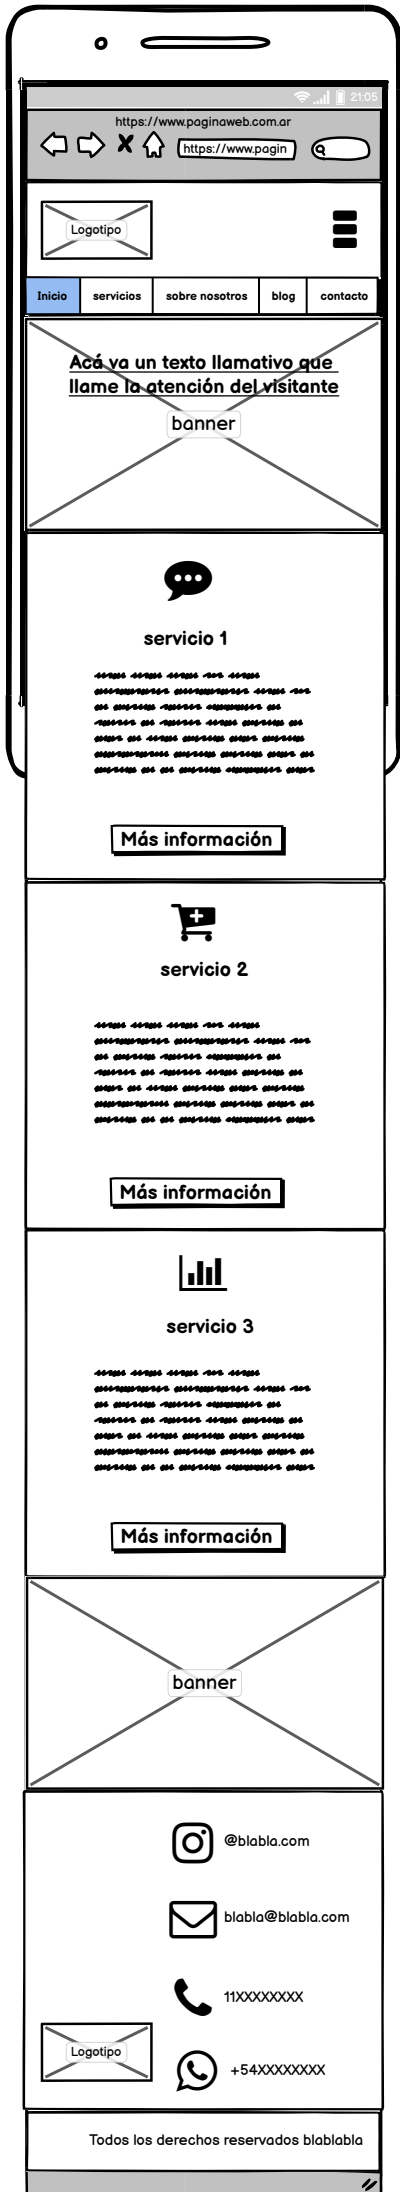 21:05
https://www.paginaweb.com.ar
https://www.pagin
Logotipo
Inicio servicios sobre nosotros blog contacto
Acá va un texto llamativo que
llame la atención del visitante
banner
servicio 1
Más información
servicio 2
Más información
servicio 3
Más información
banner
@blabla.com
blabla@blabla.com
11XXXXXXXX
Logotipo
+54XXXXXXXX
Todos los derechos reservados blablabla